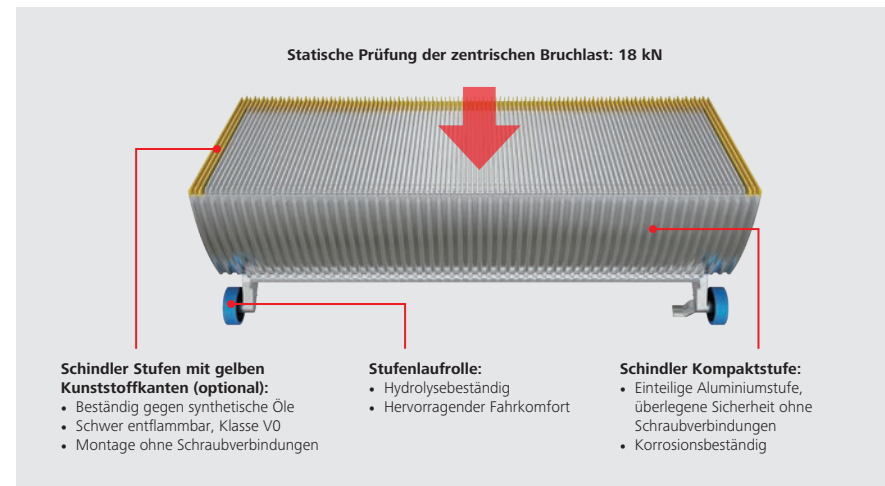 Statische Prüfung der zentrischen Bruchlast: 18 kN
Schindler Stufen mit gelben
Kunststoffkanten (optional):
• Beständig gegen synthetische Öle
• Schwer entflammbar, Klasse V0
• Montage ohne Schraubverbindungen
Stufenlaufrolle:
• Hydrolysebeständig
• Hervorragender Fahrkomfort
Schindler Kompaktstufe:
• Einteilige Aluminiumstufe,
überlegene Sicherheit ohne
Schraubverbindungen
• Korrosionsbeständig